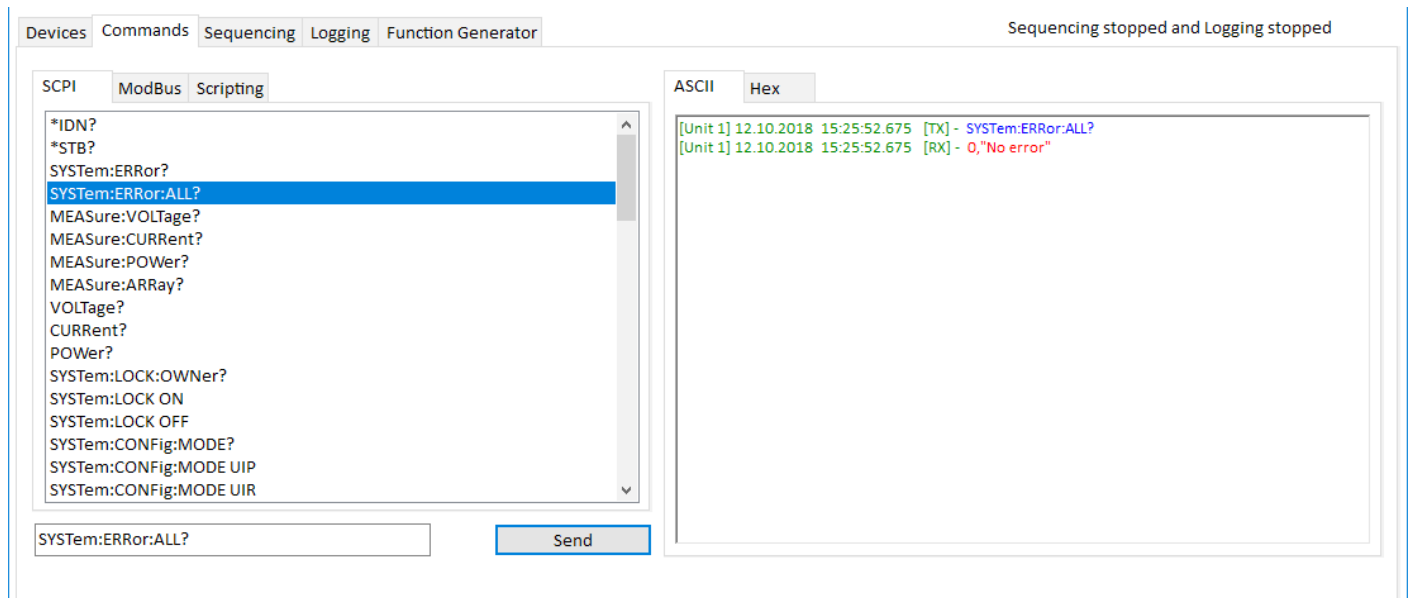 Devices Commands Sequencing Logging Function Generator Sequencing stopped and Logging stopped
SCPI ModBus Scripting
*IDN?
*STB?
SYSTem:ERRor?
SYSTem:ERRor:ALL?
MEASure:VOLTage?
MEASure:CURRent?
MEASure:POWer?
MEASure:ARRay?
VOLTage?
CURRent?
POWer?
SYSTem:LOCK:OWNer?
SYSTem:LOCK ON
SYSTem:LOCK OFF
SYSTem:CONFig:MODE?
SYSTem:CONFig:MODE UIP
SYSTem:CONFig:MODE UIR
SYSTem:ERRor:ALL? Send
ASCII Hex
[Unit 1] 12.10.2018 15:25:52.675 [TX] - SYSTem:ERRor:ALL?
[Unit 1] 12.10.2018 15:25:52.675 [RX] - 0,"No error"